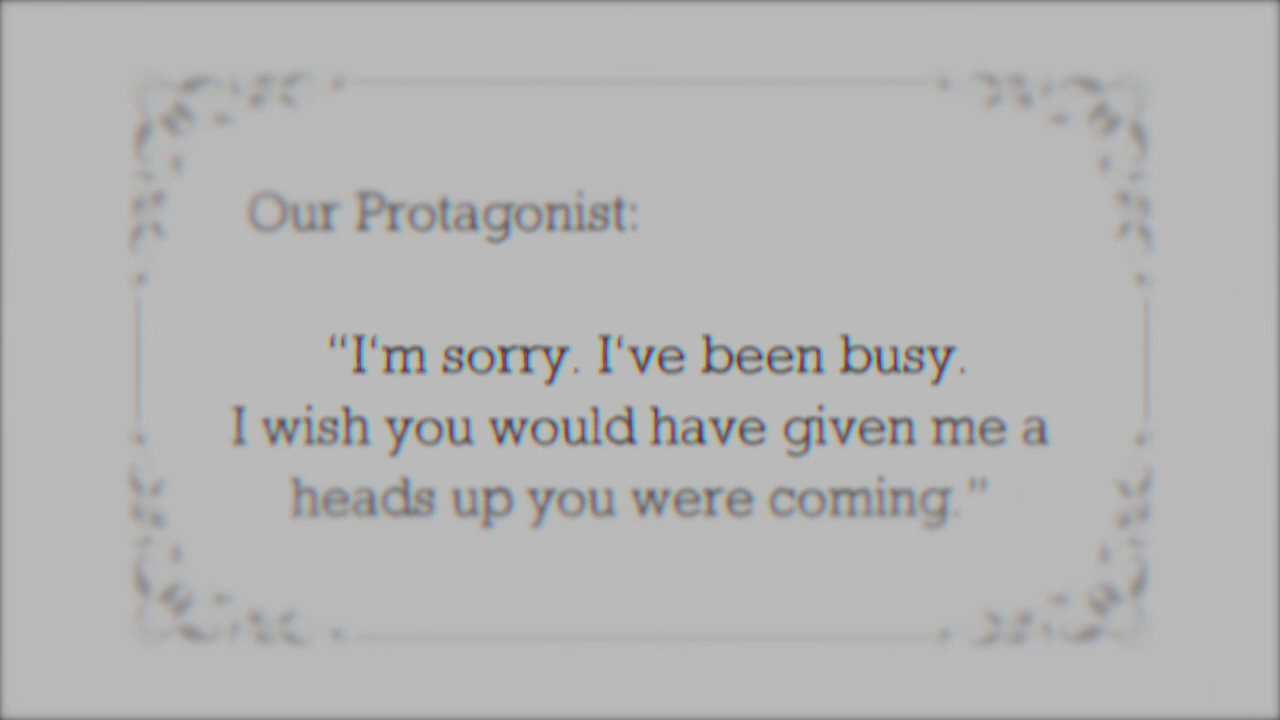 Our Protagonist:
“I‘m sorry. I‘ve been busy.
I wish you would have given me a
heads up you were coming.”